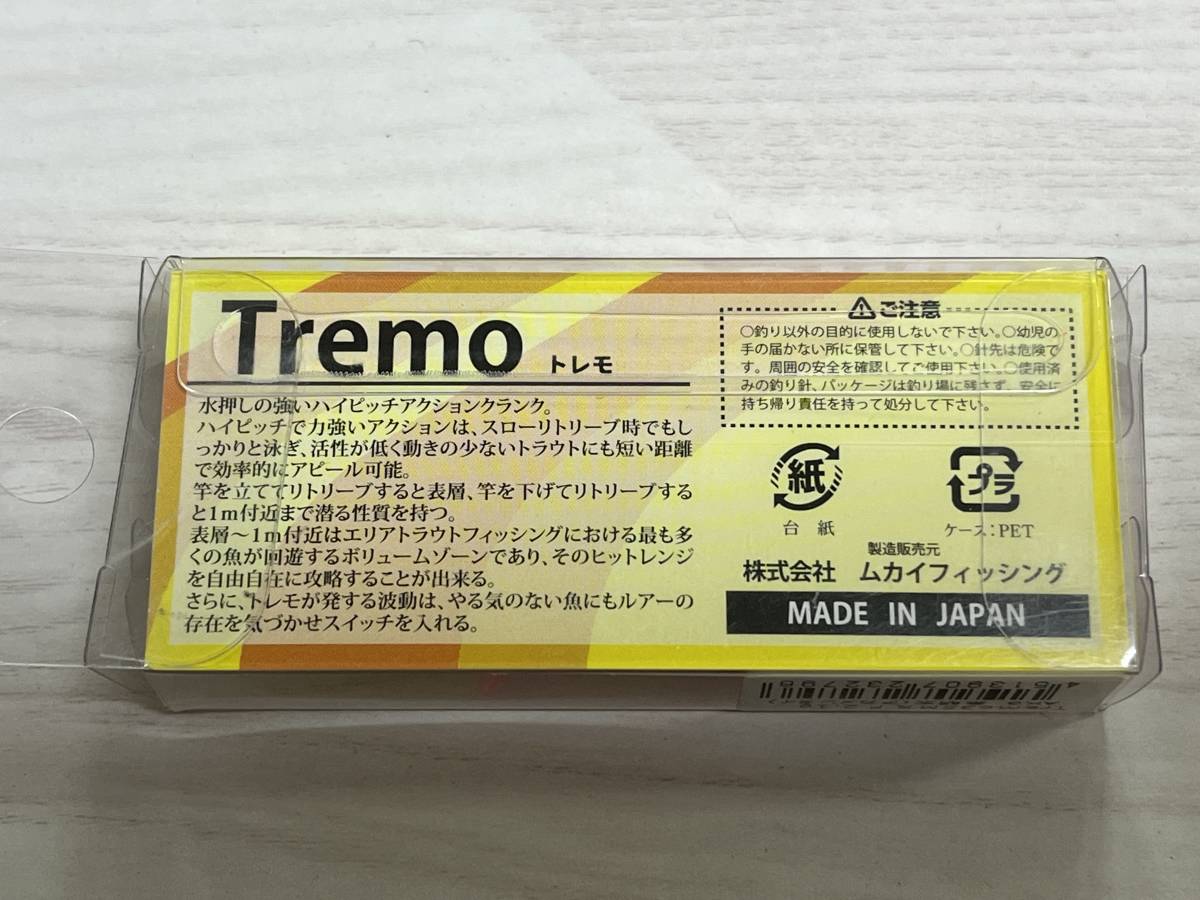 Tremo トレモ
水押しの強いハイピッチアクションクランク。
ハイピッチで力強いアクションは、スローリトリーブ時でもし
っかりと泳ぎ、活性が低く動きの少ないトラウトにも短い距離
で効率的にアピール可能。
竿を立ててリトリーブすると表層、竿を下げてリトリーブする
と1m付近まで潜る性質を持つ。
表層～1m付近はエリアトラウトフィッシングにおける最も多
くの魚が回遊するボリュームゾーンであり、そのヒットレンジ
を自由自在に攻略することが出来る。
さらに、トレモが発する波動は、やる気のない魚にもルアーの
存在を気づかせスイッチを入れる。
ご注意
○釣り以外の目的に使用しないで下さい。○幼児の
手の届かない所に保管して下さい。○針先は危険で
す。周囲の安全を確認してご使用下さい。○使用済
みの釣り針、パッケージは釣り場に残さず、安全に
持ち帰り責任を持って処分して下さい。
紙
台紙
プラ
ケース:PET
製造販売元
株式会社 ムカイフィッシング
MADE IN JAPAN